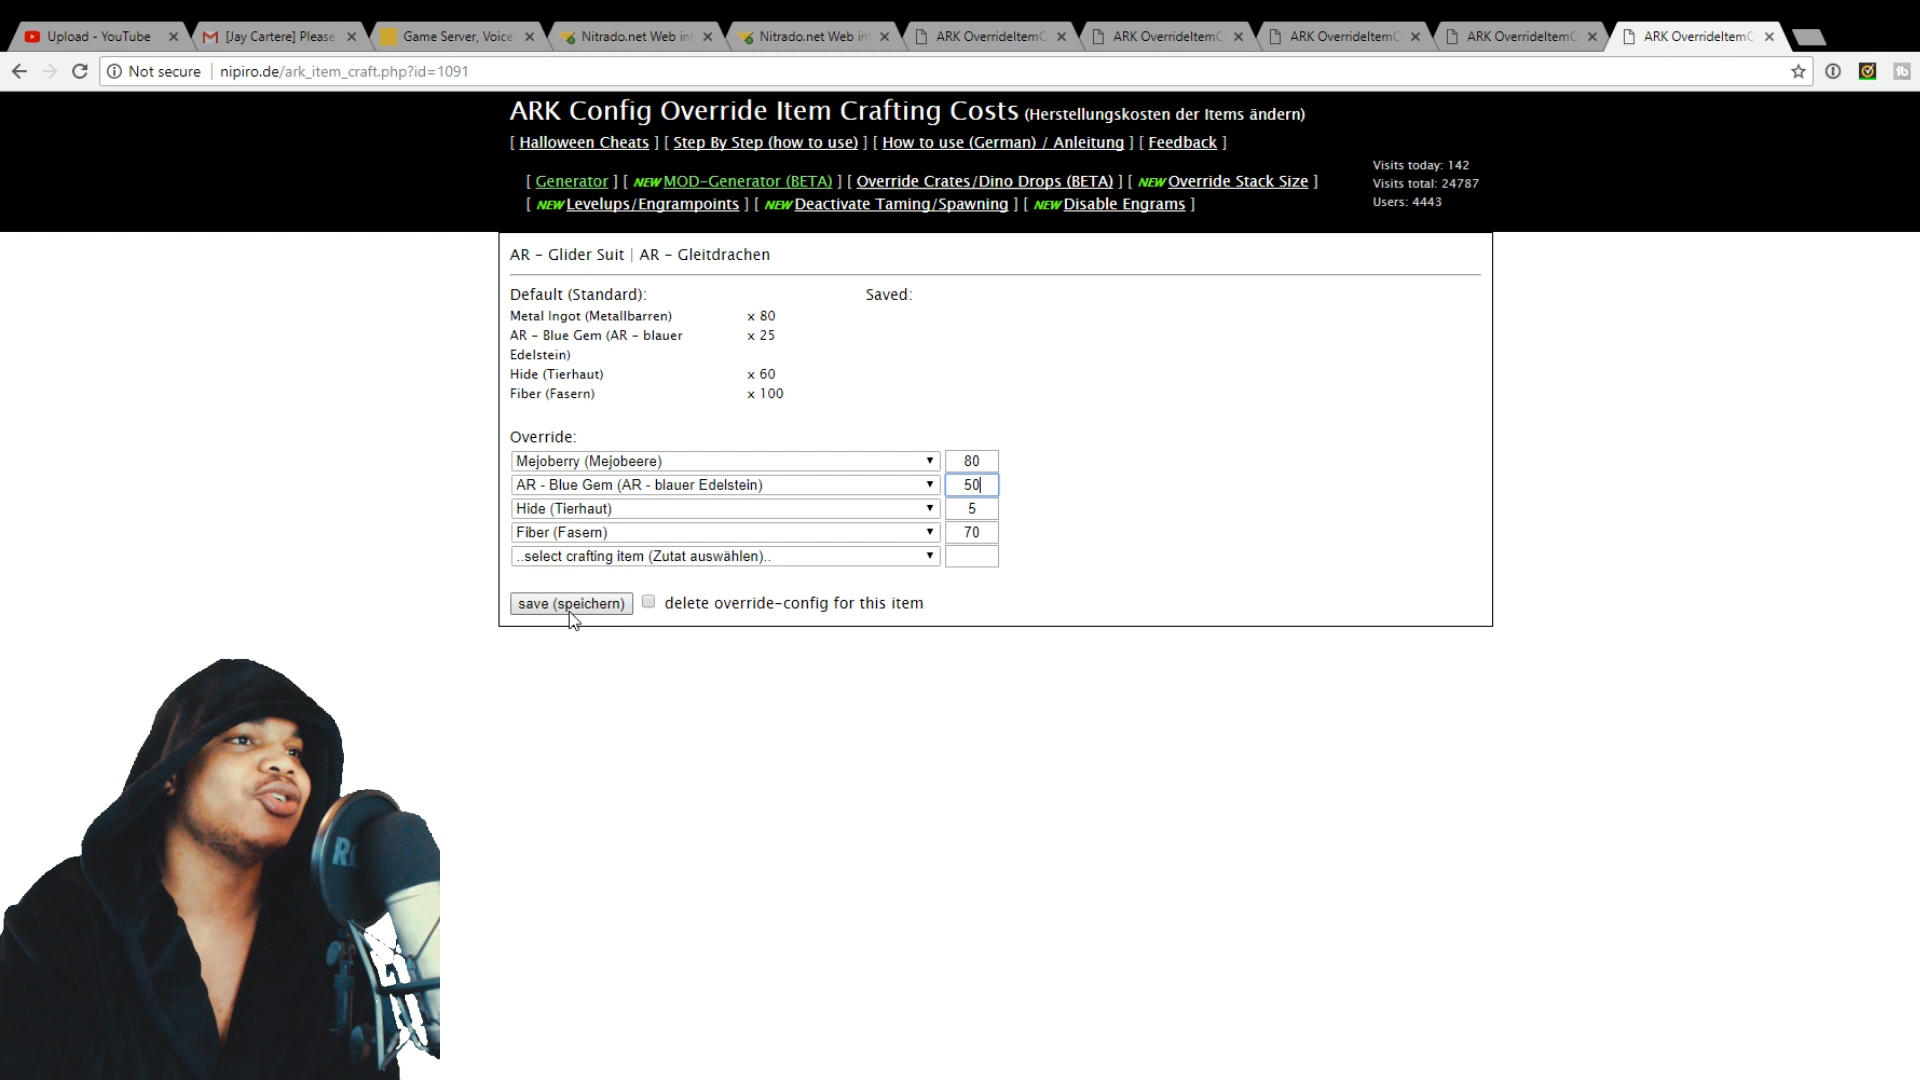 Upload - YouTube
[Jay Cartere] Please
Game Server, Voice
Nitrado.net Web in
Nitrado.net Web in
ARK OverrideItemC
ARK OverrideItemC
ARK OverrideItemC
ARK OverrideItemC
ARK OverrideItemC
Not secure | nipiro.de/ark_item_craft.php?id=1091
ARK Config Override Item Crafting Costs (Herstellungskosten der Items ändern)
[ Halloween Cheats ] [ Step By Step (how to use) ] [ How to use (German) / Anleitung ] [ Feedback ]
Visits today: 142
[ Generator ] [ NEW MOD-Generator (BETA) ] [ Override Crates/Dino Drops (BETA) ] [ NEW Override Stack Size ]
Visits total: 24787
[ NEW Levelups/Engrampoints ] [ NEW Deactivate Taming/Spawning ] [ NEW Disable Engrams ]
Users: 4443
AR - Glider Suit | AR - Gleitdrachen
Default (Standard): Saved:
Metal Ingot (Metallbarren) x 80
AR - Blue Gem (AR - blauer x 25
Edelstein)
Hide (Tierhaut) x 60
Fiber (Fasern) x 100
Override:
Mejoberry (Mejobeere) 80
AR - Blue Gem (AR - blauer Edelstein) 50
Hide (Tierhaut) 5
Fiber (Fasern) 70
..select crafting item (Zutat auswählen)..
save (speichern) delete override-config for this item